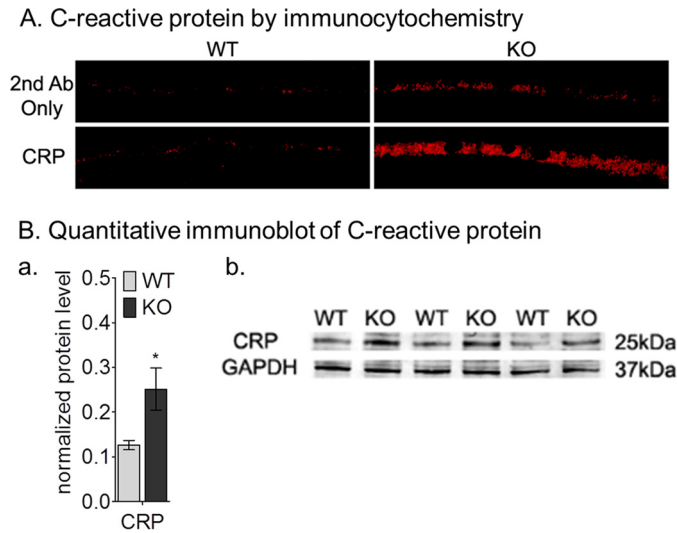 A. C-reactive protein by immunocytochemistry
WT KO
2nd Ab
Only
CRP
B. Quantitative immunoblot of C-reactive protein
a.
normalized protein level
0.5
0.4
0.3
0.2
0.1
0.0
WT
KO
*
CRP
b.
WT KO WT KO WT KO
CRP 25kDa
GAPDH 37kDa